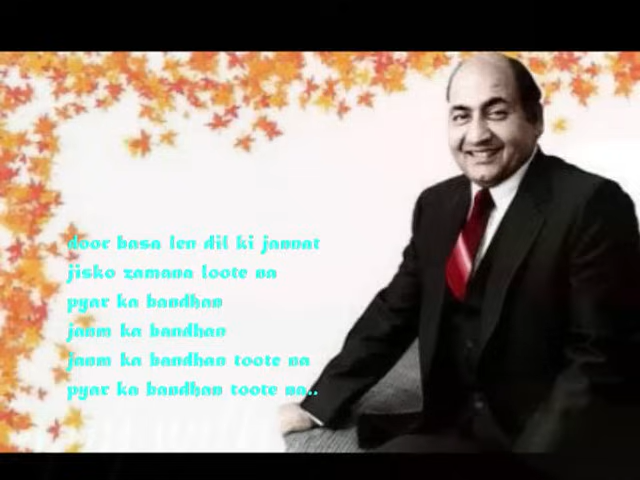 door basa len dil ki jannat
jisko zamana loote na
pyar ka bandhan
janm ka bandhan
janm ka bandhan toote na
pyar ka bandhan toote na..